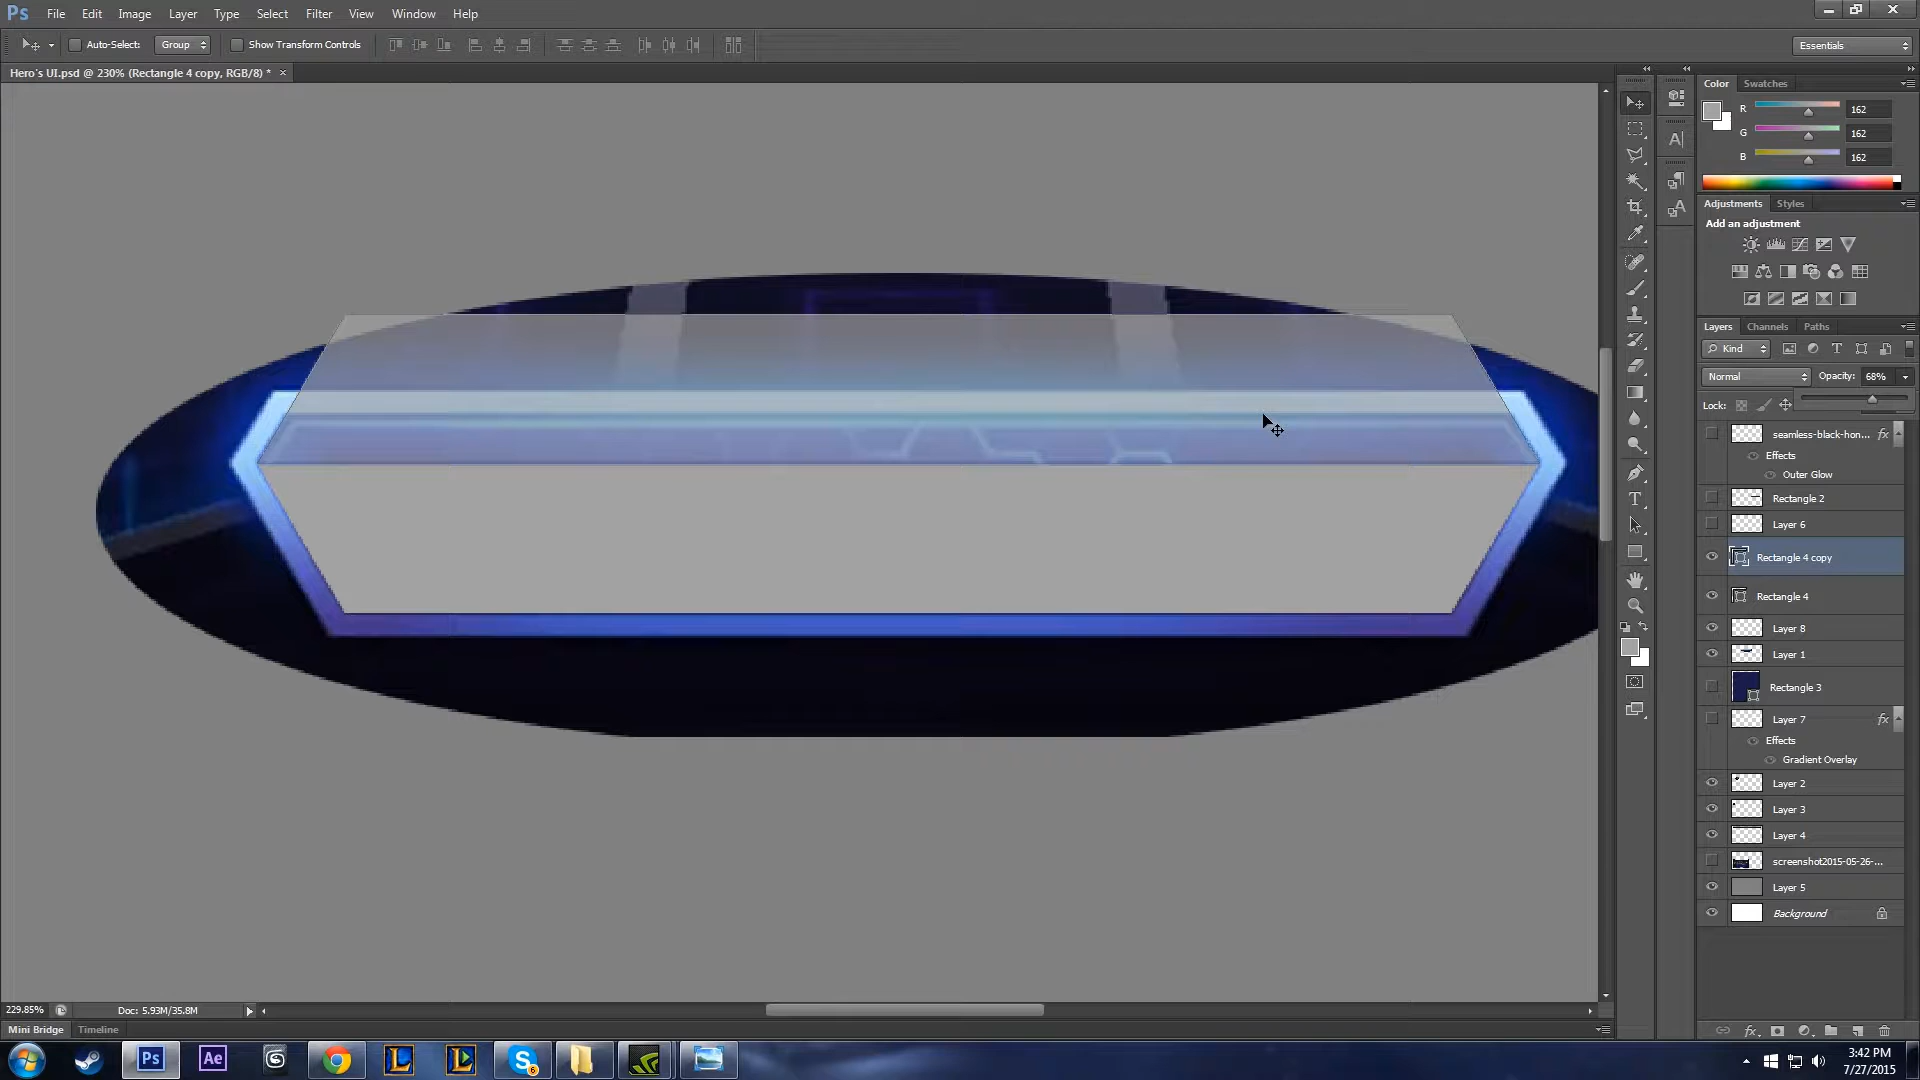 Ps File Edit Image Layer Type Select Filter View Window Help
Auto-Select: Group Show Transform Controls Essentials
Hero's UI.psd @ 230% (Rectangle 4 copy, RGB/8) * ×
Color Swatches
R 162
G 162
B 162
Adjustments Styles
Add an adjustment
Layers Channels Paths
Kind
Normal Opacity: 68%
Lock:
seamless-black-hon... fx
Effects
Outer Glow
Rectangle 2
Layer 6
Rectangle 4 copy
Rectangle 4
Layer 8
Layer 1
Rectangle 3
Layer 7 fx
Effects
Gradient Overlay
Layer 2
Layer 3
Layer 4
screenshot2015-05-26-...
Layer 5
Background
229.85% Doc: 5.93M/35.8M
Mini Bridge Timeline
Ps Ae
3:42 PM
7/27/2015